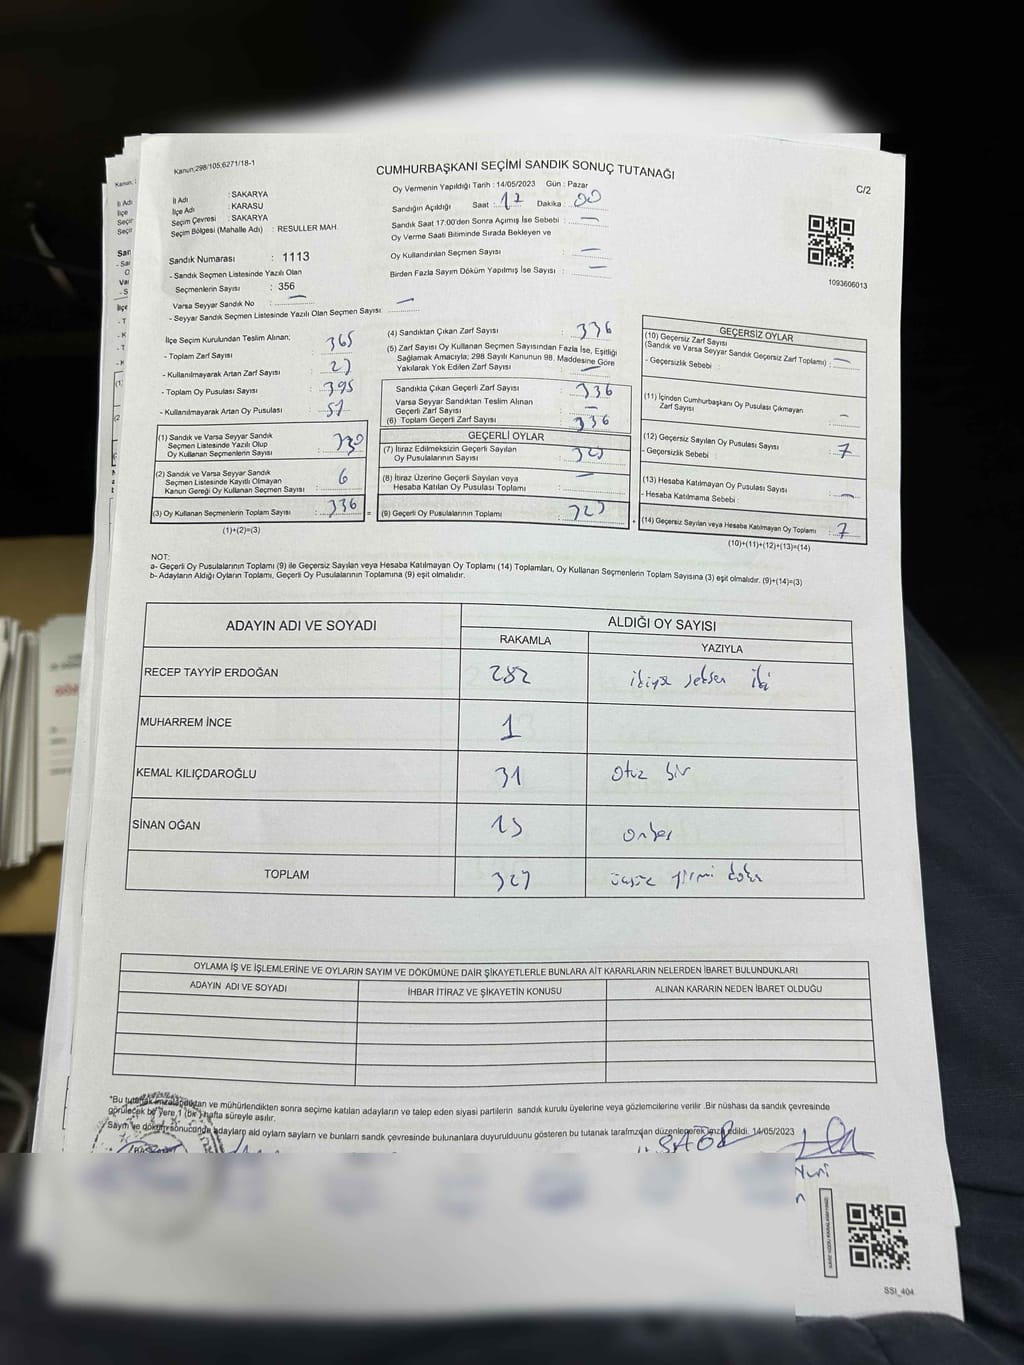 Kanun;298/105;6271/18-1
CUMHURBAŞKANI SEÇİMİ SANDIK SONUÇ TUTANAĞI
C/2
İl Adı : SAKARYA
İlçe Adı : KARASU
Seçim Çevresi : SAKARYA
Seçim Bölgesi (Mahalle Adı) : RESULLER MAH.
Sandık Numarası : 1113
- Sandık Seçmen Listesinde Yazılı Olan
Seçmenlerin Sayısı : 356
Varsa Seyyar Sandık No : —
- Seyyar Sandık Seçmen Listesinde Yazılı Olan Seçmen Sayısı : —
Oy Vermenin Yapıldığı Tarih : 14/05/2023 Gün : Pazar
Sandığın Açıldığı Saat : 17 Dakika : 00
Sandık Saat 17:00'den Sonra Açımış İse Sebebi : —
Oy Verme Saati Bitiminde Sırada Bekleyen ve
Oy Kullandırılan Seçmen Sayısı : —
Birden Fazla Sayım Döküm Yapılmış İse Sayısı : —
1093606013
İlçe Seçim Kurulundan Teslim Alınan;
- Toplam Zarf Sayısı : 365
- Kullanılmayarak Artan Zarf Sayısı :
- Toplam Oy Pusulası Sayısı : 395
- Kullanılmayarak Artan Oy Pusulası :
(1) Sandık ve Varsa Seyyar Sandık
Seçmen Listesinde Yazılı Olup
Oy Kullanan Seçmenlerin Sayısı : 330
(2) Sandık ve Varsa Seyyar Sandık
Seçmen Listesinde Kayıtlı Olmayan
Kanun Gereği Oy Kullanan Seçmen Sayısı : 6
(3) Oy Kullanan Seçmenlerin Toplam Sayısı : 336 =
(1)+(2)=(3)
(4) Sandıktan Çıkan Zarf Sayısı : 336
(5) Zarf Sayısı Oy Kullanan Seçmen Sayısından Fazla İse, Eşitliği
Sağlamak Amacıyla; 298 Sayılı Kanunun 98. Maddesine Göre
Yakılarak Yok Edilen Zarf Sayısı : —
Sandıkta Çıkan Geçerli Zarf Sayısı : 336
Varsa Seyyar Sandıktan Teslim Alınan
Geçerli Zarf Sayısı : —
(6) Toplam Geçerli Zarf Sayısı : 336
GEÇERLİ OYLAR
(7) İtiraz Edilmeksizin Geçerli Sayılan
Oy Pusulalarının Sayısı : 329
(8) İtiraz Üzerine Geçerli Sayılan veya
Hesaba Katılan Oy Pusulası Toplamı : —
(9) Geçerli Oy Pusulalarının Toplamı : 329
GEÇERSİZ OYLAR
(10) Geçersiz Zarf Sayısı
(Sandık ve Varsa Seyyar Sandık Geçersiz Zarf Toplamı) : —
- Geçersizlik Sebebi :
(11) İçinden Cumhurbaşkanı Oy Pusulası Çıkmayan
Zarf Sayısı : —
(12) Geçersiz Sayılan Oy Pusulası Sayısı : 7
- Geçersizlik Sebebi :
(13) Hesaba Katılmayan Oy Pusulası Sayısı
- Hesaba Katılmama Sebebi : —
+ (14) Geçersiz Sayılan veya Hesaba Katılmayan Oy Toplamı : 7
(10)+(11)+(12)+(13)=(14)
NOT:
a- Geçerli Oy Pusulalarının Toplamı (9) ile Geçersiz Sayılan veya Hesaba Katılmayan Oy Toplamı (14) Toplamları, Oy Kullanan Seçmenlerin Toplam Sayısına (3) eşit olmalıdır. (9)+(14)=(3)
b- Adayların Aldığı Oyların Toplamı, Geçerli Oy Pusulalarının Toplamına (9) eşit olmalıdır.
ADAYIN ADI VE SOYADI ALDIĞI OY SAYISI
RAKAMLA YAZIYLA
RECEP TAYYİP ERDOĞAN 282 ikiyüz seksen iki
MUHARREM İNCE 1
KEMAL KILIÇDAROĞLU 31 otuz bir
SİNAN OĞAN 15 onbeş
TOPLAM 329 üçyüz yirmi dokuz
OYLAMA İŞ VE İŞLEMLERİNE VE OYLARIN SAYIM VE DÖKÜMÜNE DAİR ŞİKAYETLERLE BUNLARA AİT KARARLARIN NELERDEN İBARET BULUNDUKLARI
ADAYIN ADI VE SOYADI İHBAR İTİRAZ VE ŞİKAYETİN KONUSU ALINAN KARARIN NEDEN İBARET OLDUĞU
"Bu tutanak imzalandıktan ve mühürlendikten sonra seçime katılan adayların ve talep eden siyasi partilerin sandık kurulu üyelerine veya gözlemcilerine verilir .Bir nüshası da sandık çevresinde
görülecek bir yere 1 (bir) hafta süreyle asılır.
Sayım ve döküm sonucunda adayların aid oyların sayların ve bunların sandık çevresinde bulunanlara duyurulduunu gösteren bu tutanak tarafmızdan düzenlenerek imza edildi. 14/05/2023
Nuri
SSI_404